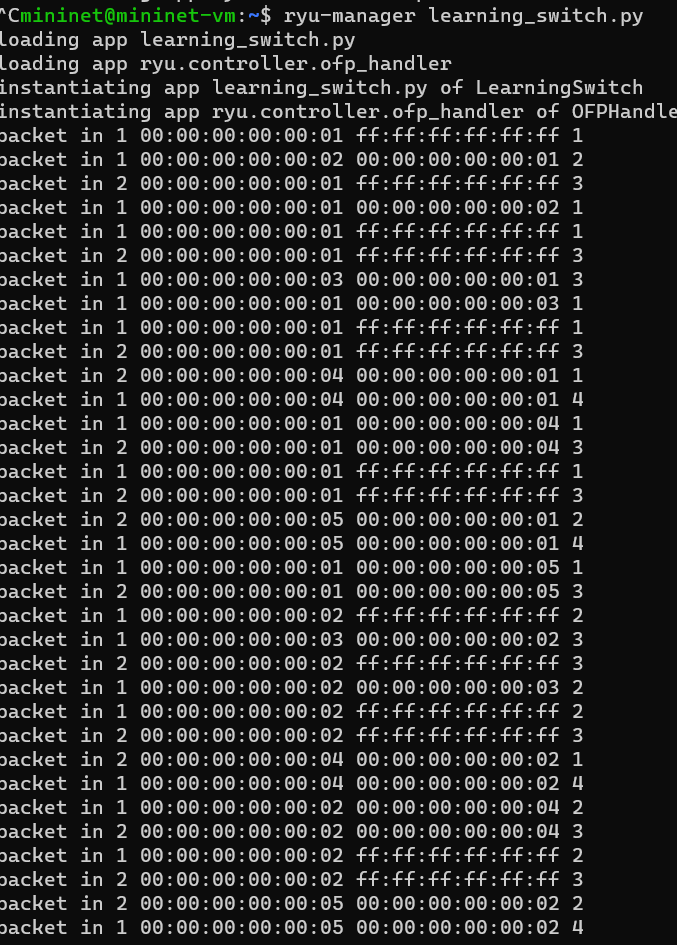 ^Cmininet@mininet-vm:~$ ryu-manager learning_switch.py
loading app learning_switch.py
loading app ryu.controller.ofp_handler
instantiating app learning_switch.py of LearningSwitch
instantiating app ryu.controller.ofp_handler of OFPHandle
packet in 1 00:00:00:00:00:01 ff:ff:ff:ff:ff:ff 1
packet in 1 00:00:00:00:00:02 00:00:00:00:00:01 2
packet in 2 00:00:00:00:00:01 ff:ff:ff:ff:ff:ff 3
packet in 1 00:00:00:00:00:01 00:00:00:00:00:02 1
packet in 1 00:00:00:00:00:01 ff:ff:ff:ff:ff:ff 1
packet in 2 00:00:00:00:00:01 ff:ff:ff:ff:ff:ff 3
packet in 1 00:00:00:00:00:03 00:00:00:00:00:01 3
packet in 1 00:00:00:00:00:01 00:00:00:00:00:03 1
packet in 1 00:00:00:00:00:01 ff:ff:ff:ff:ff:ff 1
packet in 2 00:00:00:00:00:01 ff:ff:ff:ff:ff:ff 3
packet in 2 00:00:00:00:00:04 00:00:00:00:00:01 1
packet in 1 00:00:00:00:00:04 00:00:00:00:00:01 4
packet in 1 00:00:00:00:00:01 00:00:00:00:00:04 1
packet in 2 00:00:00:00:00:01 00:00:00:00:00:04 3
packet in 1 00:00:00:00:00:01 ff:ff:ff:ff:ff:ff 1
packet in 2 00:00:00:00:00:01 ff:ff:ff:ff:ff:ff 3
packet in 2 00:00:00:00:00:05 00:00:00:00:00:01 2
packet in 1 00:00:00:00:00:05 00:00:00:00:00:01 4
packet in 1 00:00:00:00:00:01 00:00:00:00:00:05 1
packet in 2 00:00:00:00:00:01 00:00:00:00:00:05 3
packet in 1 00:00:00:00:00:02 ff:ff:ff:ff:ff:ff 2
packet in 1 00:00:00:00:00:03 00:00:00:00:00:02 3
packet in 2 00:00:00:00:00:02 ff:ff:ff:ff:ff:ff 3
packet in 1 00:00:00:00:00:02 00:00:00:00:00:03 2
packet in 1 00:00:00:00:00:02 ff:ff:ff:ff:ff:ff 2
packet in 2 00:00:00:00:00:02 ff:ff:ff:ff:ff:ff 3
packet in 2 00:00:00:00:00:04 00:00:00:00:00:02 1
packet in 1 00:00:00:00:00:04 00:00:00:00:00:02 4
packet in 1 00:00:00:00:00:02 00:00:00:00:00:04 2
packet in 2 00:00:00:00:00:02 00:00:00:00:00:04 3
packet in 1 00:00:00:00:00:02 ff:ff:ff:ff:ff:ff 2
packet in 2 00:00:00:00:00:02 ff:ff:ff:ff:ff:ff 3
packet in 2 00:00:00:00:00:05 00:00:00:00:00:02 2
packet in 1 00:00:00:00:00:05 00:00:00:00:00:02 4